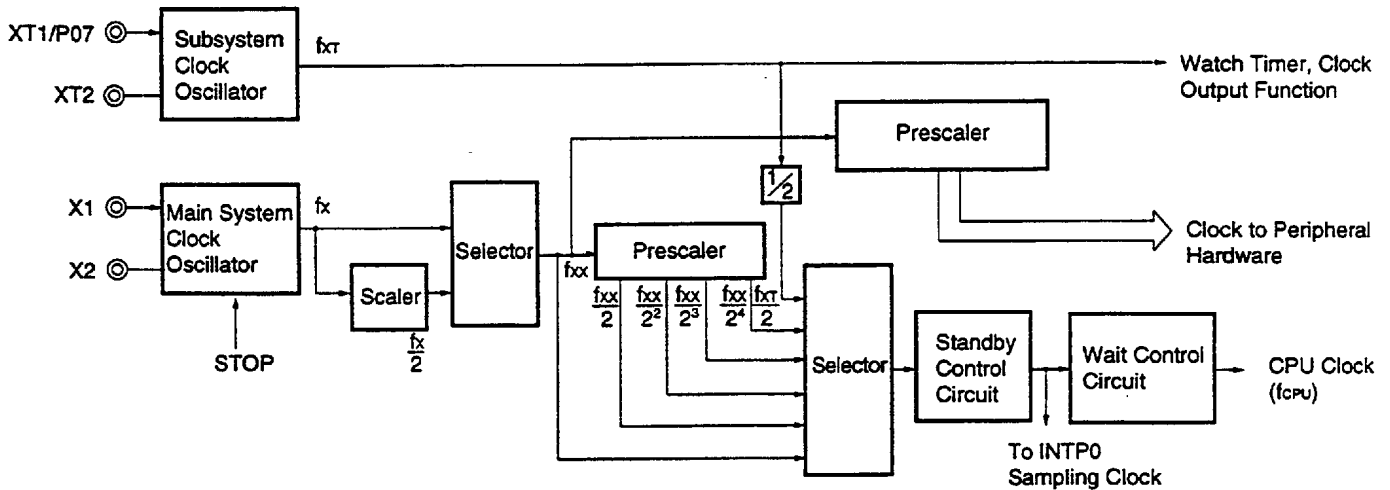 XT1/P07
XT2
Subsystem
Clock
Oscillator
fXT
Watch Timer, Clock
Output Function
Prescaler
1/2
X1
X2
Main System
Clock
Oscillator
fX
Scaler
fX/2
STOP
Selector
fXX
Prescaler
fXX/2 fXX/2² fXX/2³ fXX/2⁴ fXT/2
Clock to Peripheral
Hardware
Selector
Standby
Control
Circuit
Wait Control
Circuit
CPU Clock
(fCPU)
To INTP0
Sampling Clock